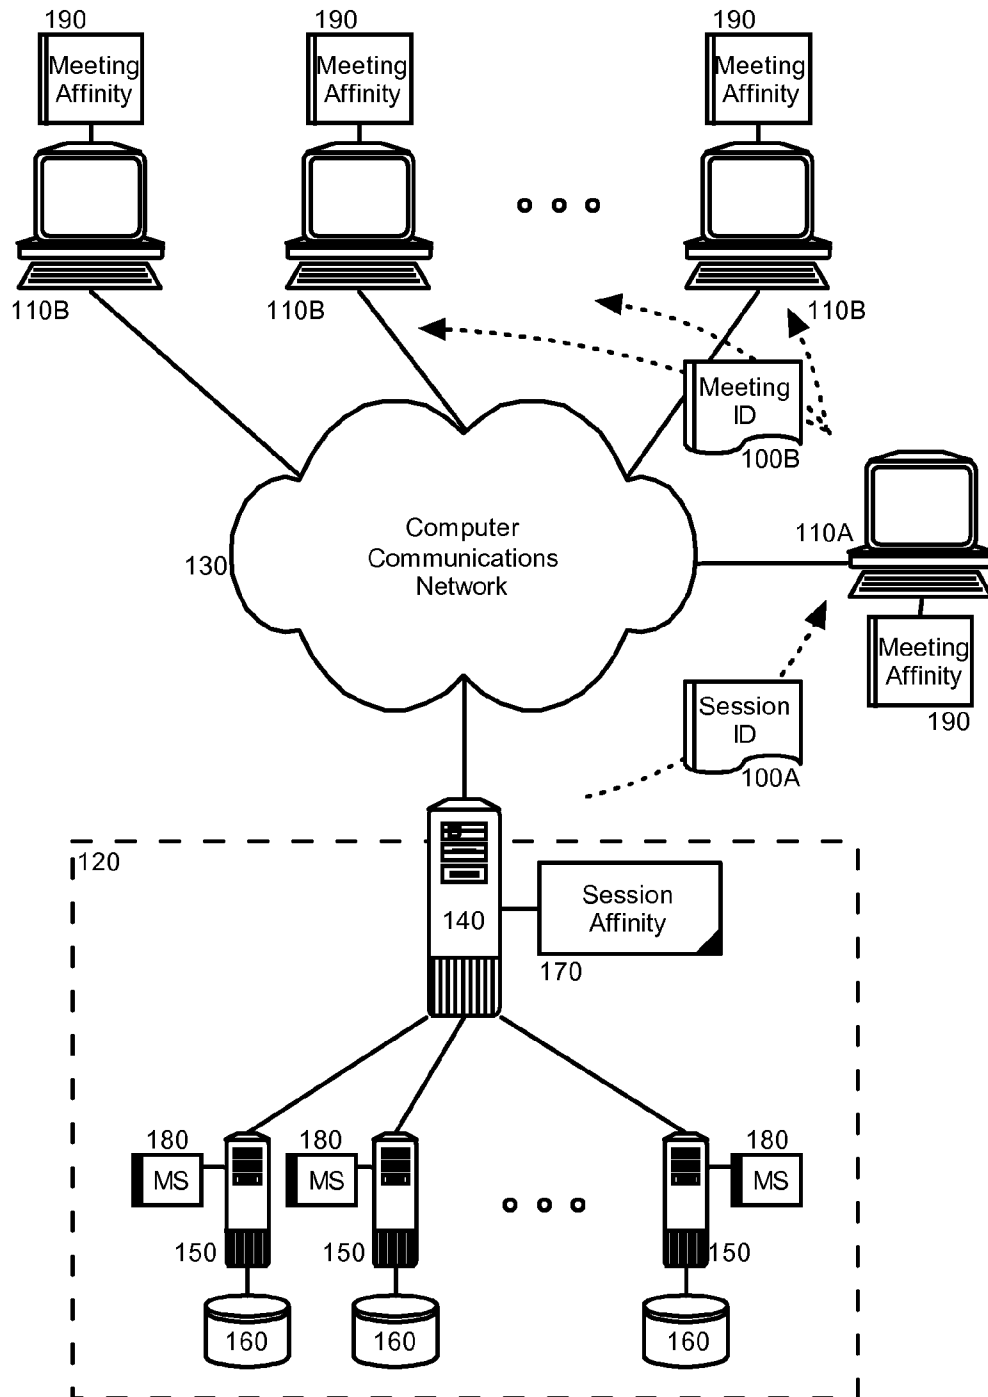 190 190 190
Meeting Affinity
Meeting Affinity
Meeting Affinity
110B 110B 110B
Meeting ID
100B
110A
Computer
Communications
Network
130
Meeting
Affinity
190
Session
ID
100A
120
140
Session
Affinity
170
180 180 180
MS MS MS
150 150 150
160 160 160